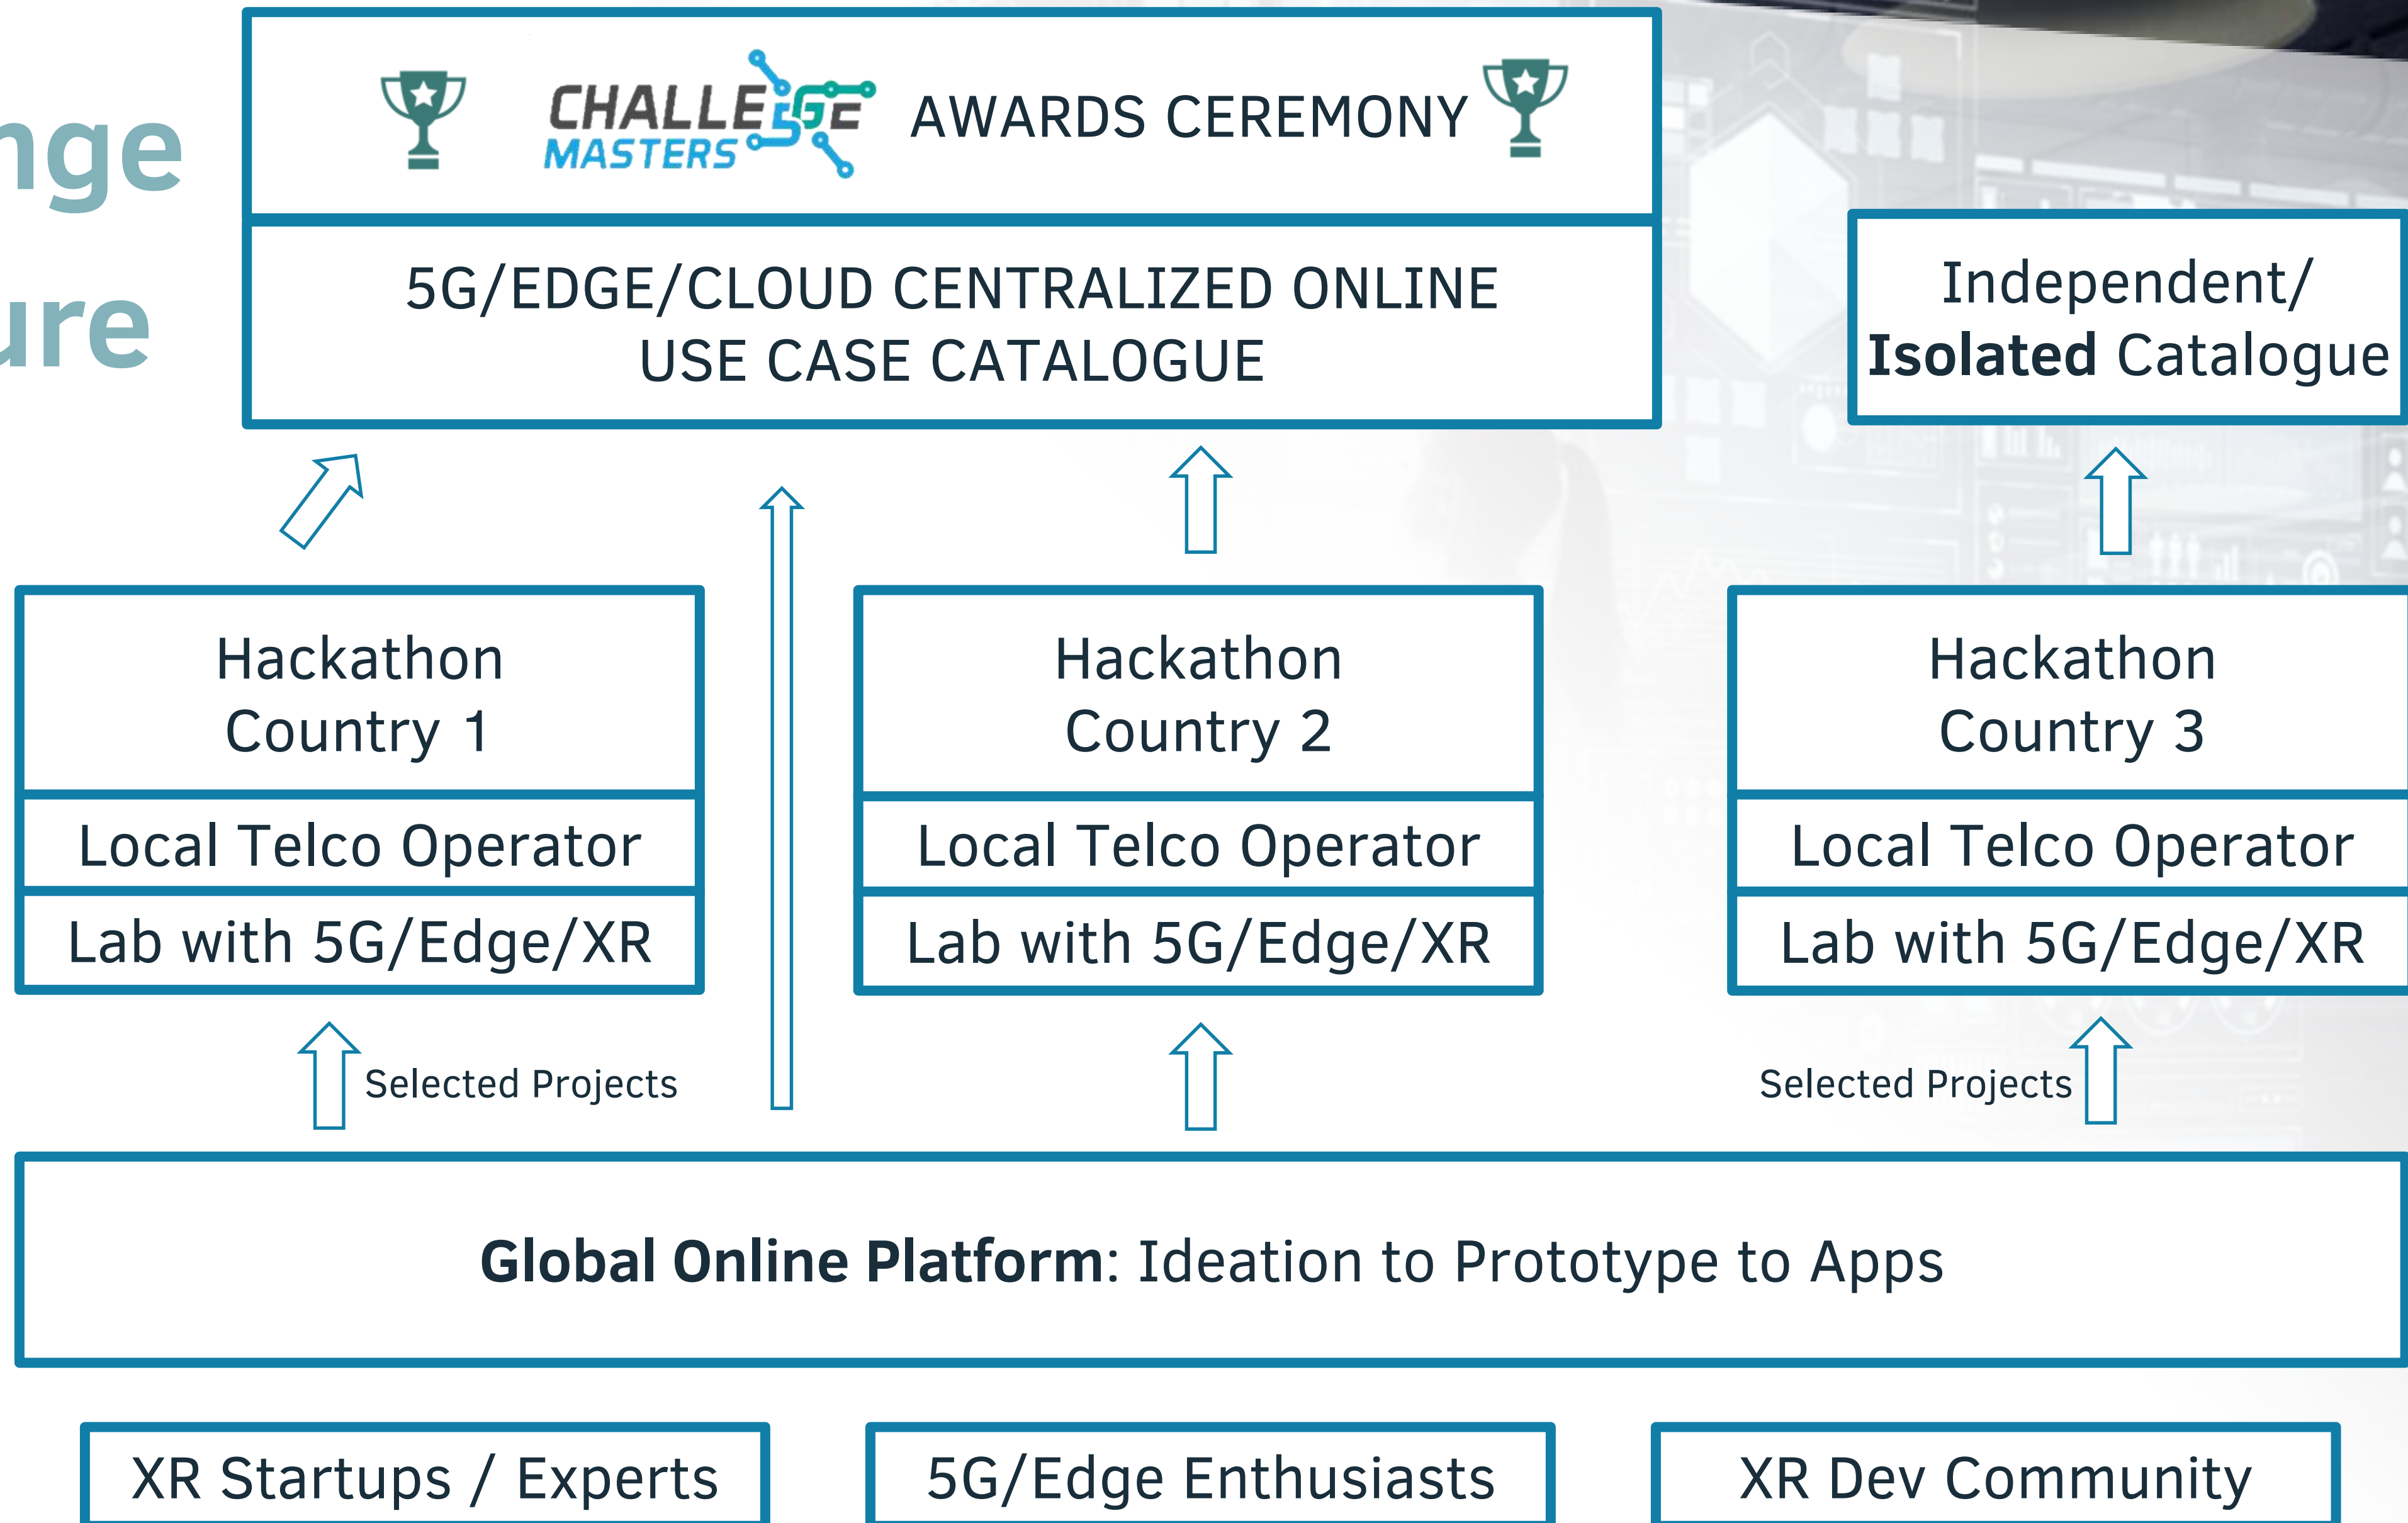 nge
ure
CHALLE5GE
MASTERS
AWARDS CEREMONY
5G/EDGE/CLOUD CENTRALIZED ONLINE
USE CASE CATALOGUE
Independent/
Isolated Catalogue
Hackathon
Country 1
Local Telco Operator
Lab with 5G/Edge/XR
Hackathon
Country 2
Local Telco Operator
Lab with 5G/Edge/XR
Hackathon
Country 3
Local Telco Operator
Lab with 5G/Edge/XR
Selected Projects
Selected Projects
Global Online Platform: Ideation to Prototype to Apps
XR Startups / Experts
5G/Edge Enthusiasts
XR Dev Community